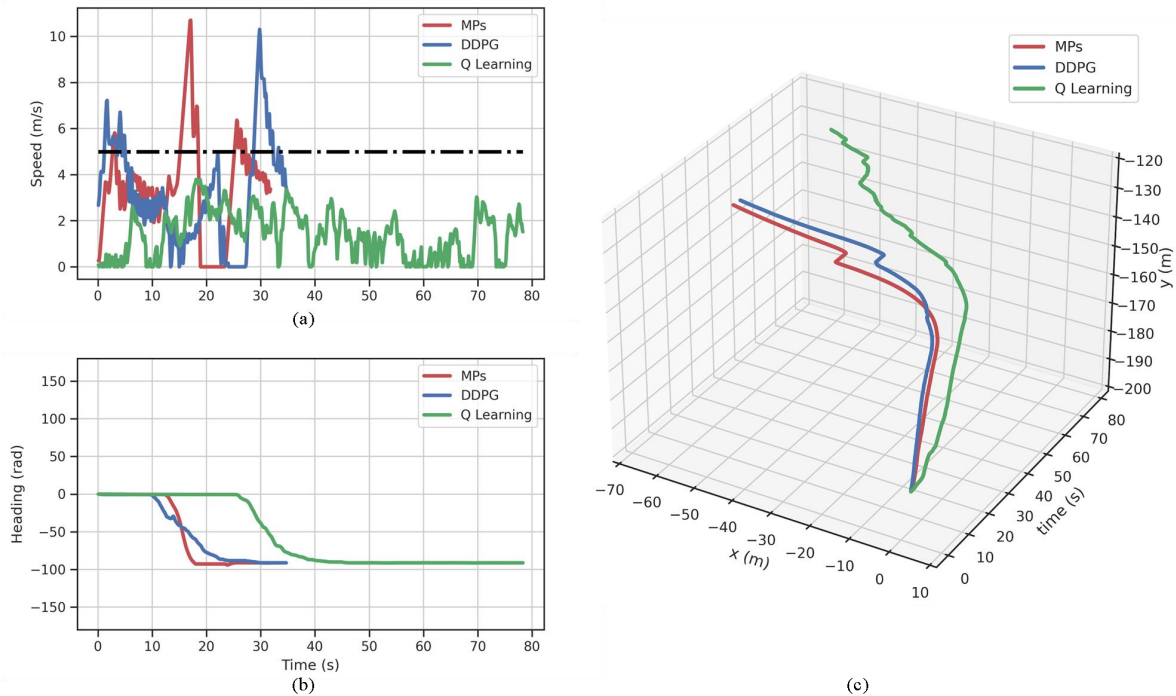 MPs
DDPG
Q Learning
10
8
6
4
2
0
Speed (m/s)
0 10 20 30 40 50 60 70 80
(a)
MPs
DDPG
Q Learning
150
100
50
0
−50
−100
−150
Heading (rad)
0 10 20 30 40 50 60 70 80
Time (s)
(b)
MPs
DDPG
Q Learning
−120
−130
−140
−150
−160
−170
−180
−190
−200
y (m)
80
70
60
50
40
30
20
10
0
time (s)
−70
−60
−50
−40
−30
−20
−10
0
10
x (m)
(c)